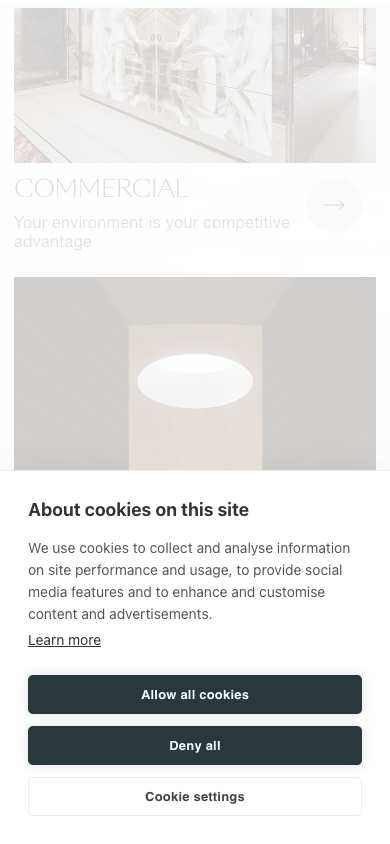 COMMERCIAL
Your environment is your competitive
advantage
About cookies on this site
We use cookies to collect and analyse information
on site performance and usage, to provide social
media features and to enhance and customise
content and advertisements.
Learn more
Allow all cookies
Deny all
Cookie settings